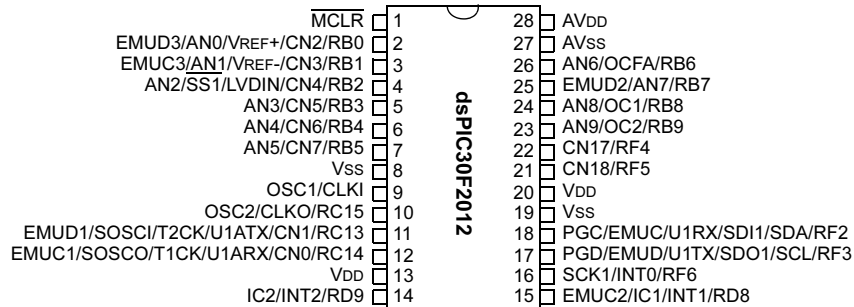 MCLR 1 28 AVDD
EMUD3/AN0/VREF+/CN2/RB0 2 27 AVSS
EMUC3/AN1/VREF-/CN3/RB1 3 26 AN6/OCFA/RB6
AN2/SS1/LVDIN/CN4/RB2 4 25 EMUD2/AN7/RB7
AN3/CN5/RB3 5 24 AN8/OC1/RB8
AN4/CN6/RB4 6 23 AN9/OC2/RB9
AN5/CN7/RB5 7 22 CN17/RF4
VSS 8 21 CN18/RF5
OSC1/CLKI 9 20 VDD
OSC2/CLKO/RC15 10 19 VSS
EMUD1/SOSCI/T2CK/U1ATX/CN1/RC13 11 18 PGC/EMUC/U1RX/SDI1/SDA/RF2
EMUC1/SOSCO/T1CK/U1ARX/CN0/RC14 12 17 PGD/EMUD/U1TX/SDO1/SCL/RF3
VDD 13 16 SCK1/INT0/RF6
IC2/INT2/RD9 14 15 EMUC2/IC1/INT1/RD8
dsPIC30F2012